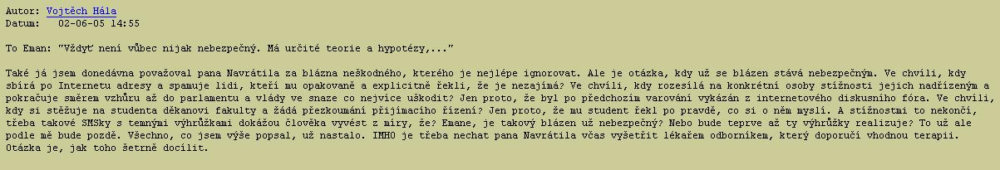 Autor: Vojtěch Hála
Datum:   02-06-05 14:55
To Eman: "Vždyť není vůbec nijak nebezpečný. Má určité teorie a hypotézy,..."
Také já jsem donedávna považoval pana Navrátila za blázna neškodného, kterého je nejlépe ignorovat. Ale je otázka, kdy už se blázen stává nebezpečným. Ve chvíli, kdy
sbírá po Internetu adresy a spamuje lidi, kteří mu opakovaně a explicitně řekli, že je nezajímá? Ve chvíli, kdy rozesílá na konkrétní osoby stížnosti jejich nadřízeným a
pokračuje směrem vzhůru až do parlamentu a vlády ve snaze co nejvíce uškodit? Jen proto, že byl po předchozím varování vykázán z internetového diskusního fóra. Ve chvíli,
kdy si stěžuje na studenta děkanovi fakulty a žádá přezkoumání přijímacího řízení? Jen proto, že mu student řekl po pravdě, co si o něm myslí. A stížnostmi to nekončí,
třeba takové SMSky s temnými výhrůžkami dokážou člověka vyvést z míry, že? Emane, je takový blázen už nebezpečný? Nebo bude teprve až ty výhrůžky realizuje? To už ale
podle mě bude pozdě. Všechno, co jsem výše popsal, už nastalo. IMHO je třeba nechat pana Navrátila včas vyšetřit lékařem odborníkem, který doporučí vhodnou terapii.
Otázka je, jak toho šetrně docílit.